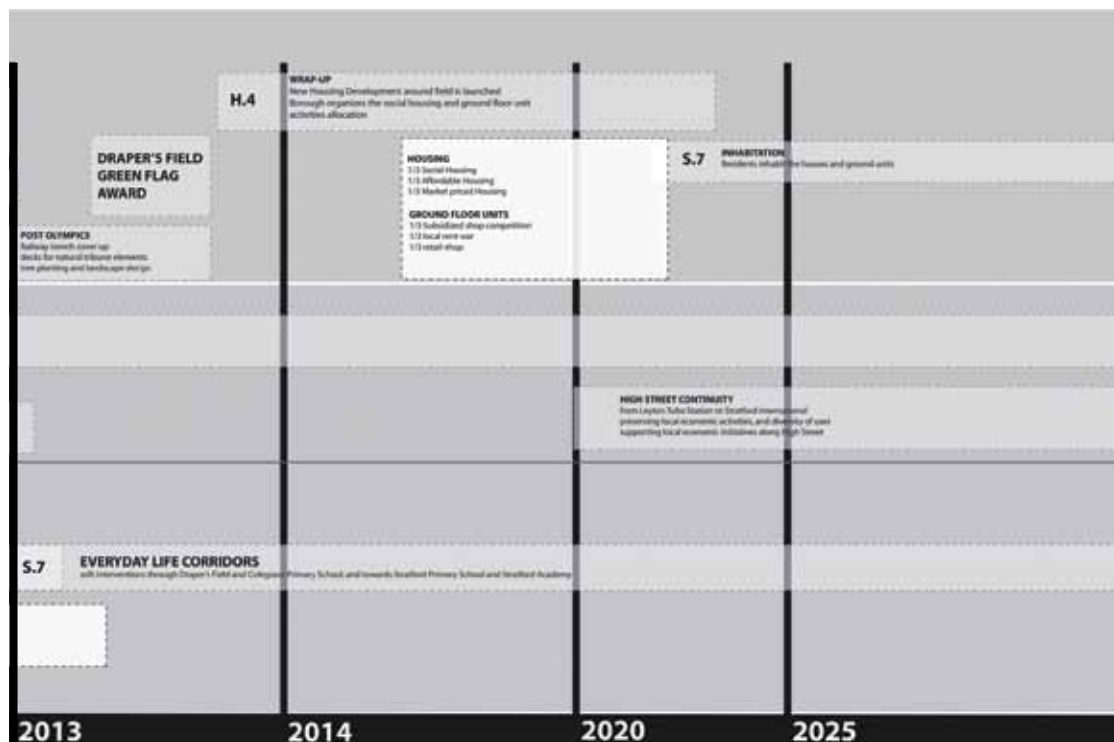 WRAP-UP
New Housing Development around field is launched
H.4
Borough organizes the social housing and ground floor unit
activities allocation
DRAPER'S FIELD
GREEN FLAG
AWARD
HOUSING
1/3 Social Housing
1/3 Affordable Housing
1/3 Market priced Housing
GROUND FLOOR UNITS
1/3 Subsidized shop competition
1/3 local rent-use
1/3 retail shop
S.7
INHABITATION
Residents inhabit the houses and ground units
POST OLYMPICS
Railway trench cover up
decks for natural tribune elements
tree planting and landscape design
HIGH STREET CONTINUITY
from Leyton Tube Station to Stratford International
preserving local economic activities, and diversity of uses
supporting local economic initiatives along High Street
S.7
EVERYDAY LIFE CORRIDORS
soft interventions through Draper's Field and Primary School, and towards Stratford Primary School and Stratford Academy
2013
2014
2020
2025